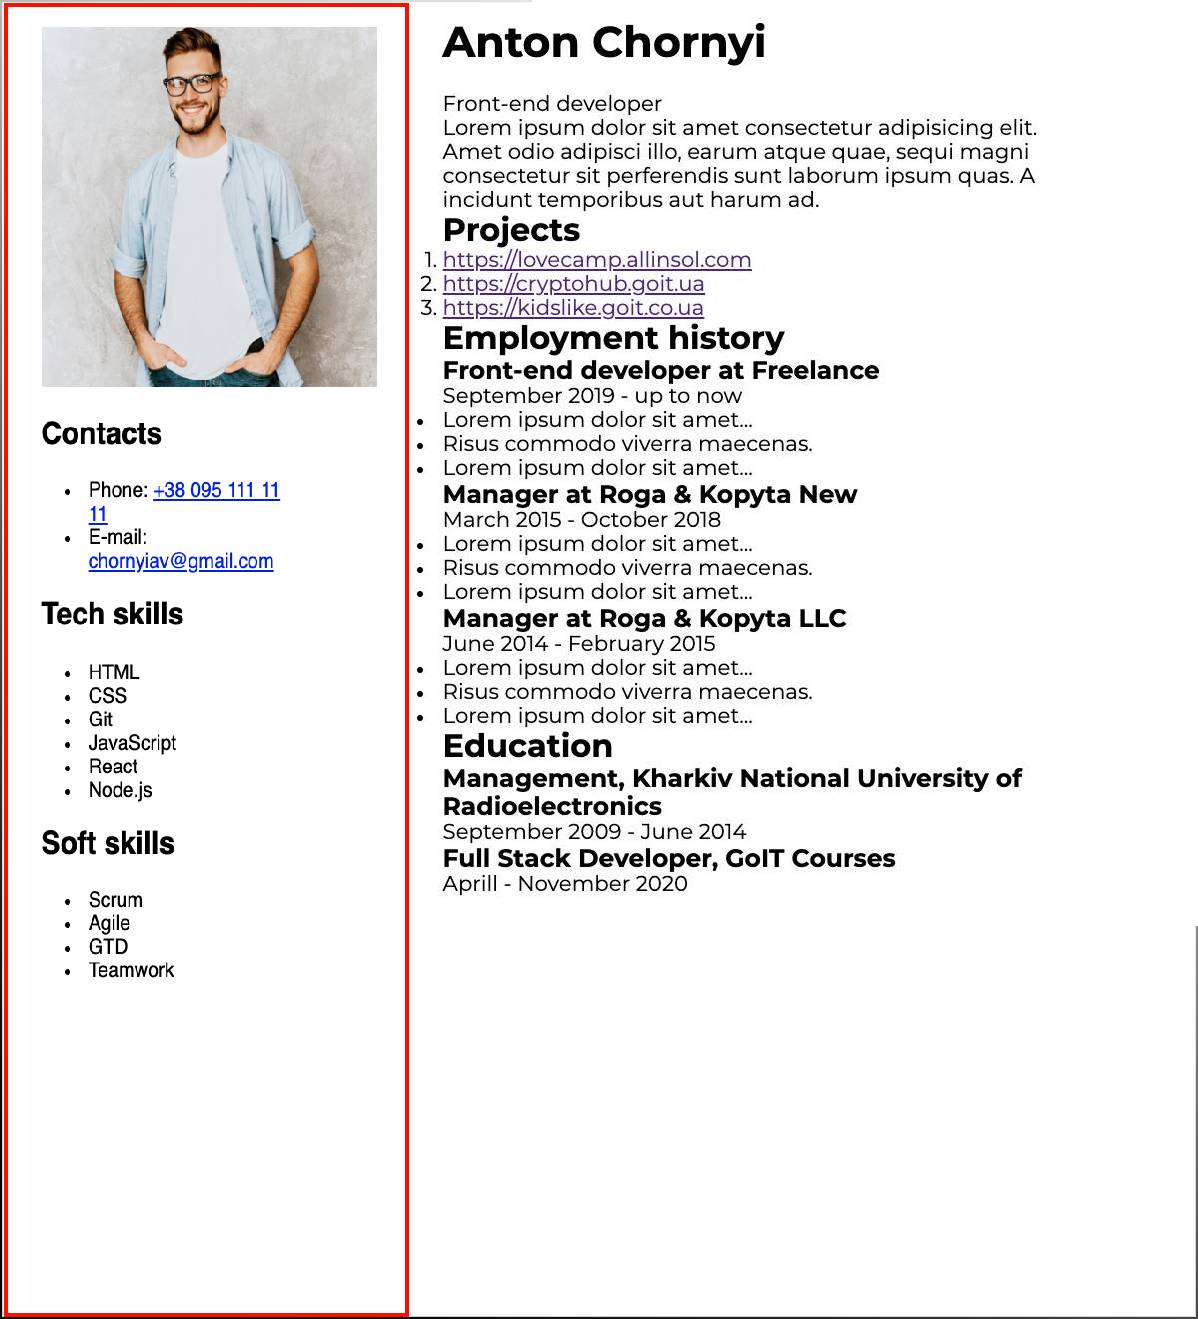 Contacts
Phone: +38 095 111 11
11
E-mail:
chornyiav@gmail.com
Tech skills
HTML
CSS
Git
JavaScript
React
Node.js
Soft skills
Scrum
Agile
GTD
Teamwork
Anton Chornyi
Front-end developer
Lorem ipsum dolor sit amet consectetur adipisicing elit.
Amet odio adipisci illo, earum atque quae, sequi magni
consectetur sit perferendis sunt laborum ipsum quas. A
incidunt temporibus aut harum ad.
Projects
1. https://lovecamp.allinsol.com
2. https://cryptohub.goit.ua
3. https://kidslike.goit.co.ua
Employment history
Front-end developer at Freelance
September 2019 - up to now
Lorem ipsum dolor sit amet...
Risus commodo viverra maecenas.
Lorem ipsum dolor sit amet...
Manager at Roga & Kopyta New
March 2015 - October 2018
Lorem ipsum dolor sit amet...
Risus commodo viverra maecenas.
Lorem ipsum dolor sit amet...
Manager at Roga & Kopyta LLC
June 2014 - February 2015
Lorem ipsum dolor sit amet...
Risus commodo viverra maecenas.
Lorem ipsum dolor sit amet...
Education
Management, Kharkiv National University of
Radioelectronics
September 2009 - June 2014
Full Stack Developer, GoIT Courses
Aprill - November 2020